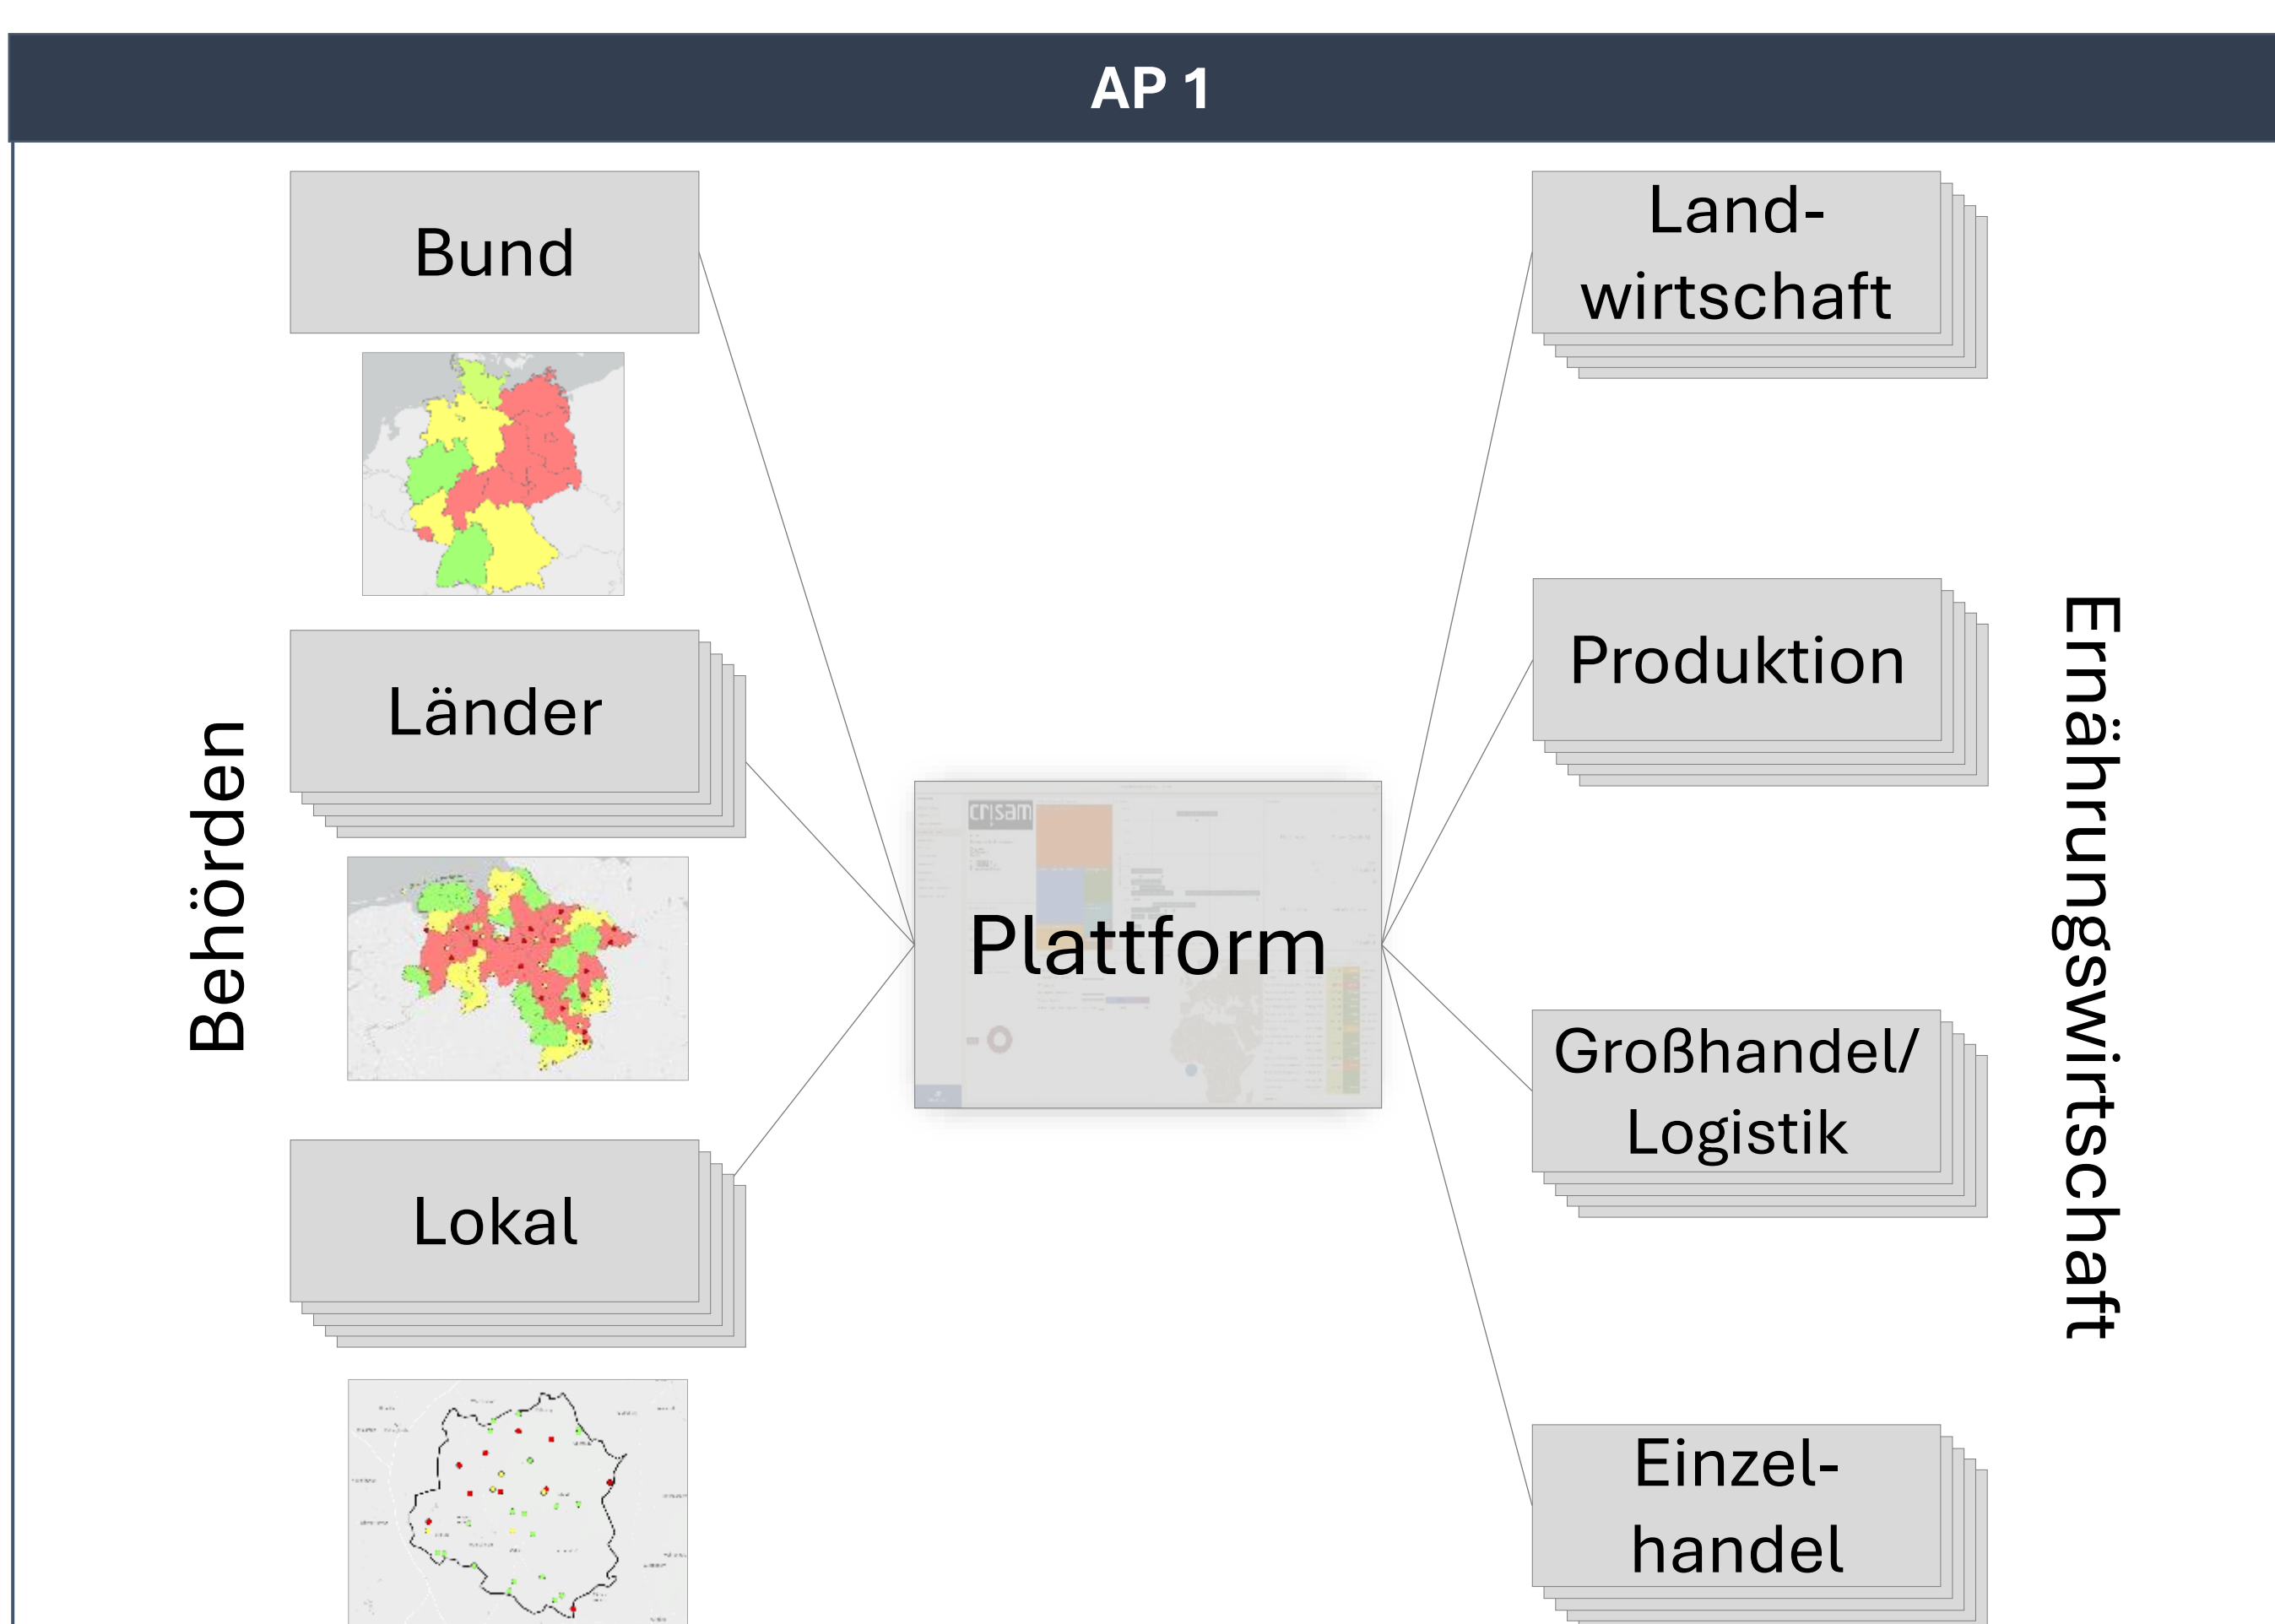 AP 1
Behörden
Bund
Länder
Lokal
crisam
Plattform
Land-
wirtschaft
Produktion
Großhandel/
Logistik
Einzel-
handel
Ernährungswirtschaft